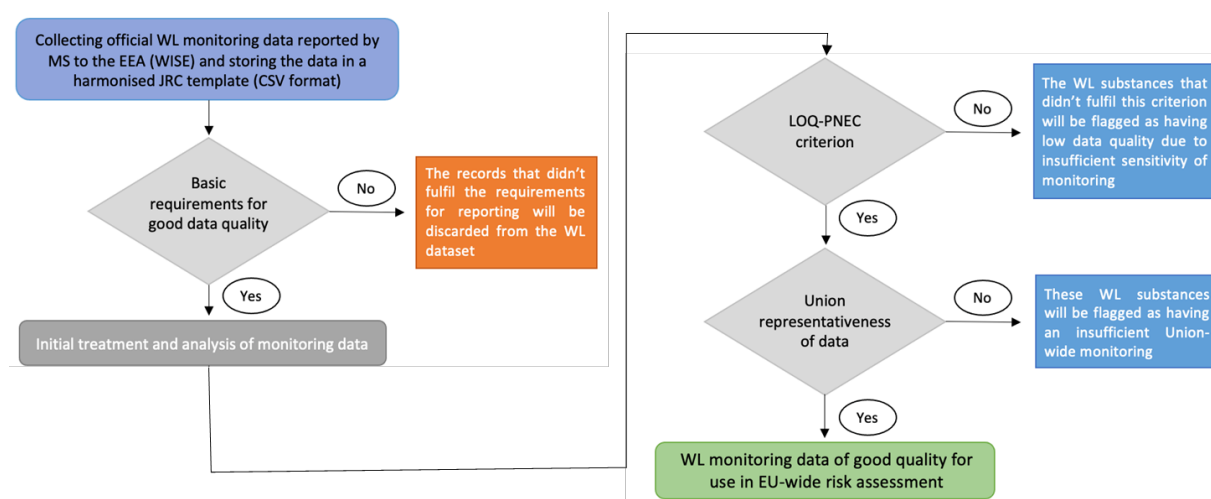 Collecting official WL monitoring data reported by
MS to the EEA (WISE) and storing the data in a
harmonised JRC template (CSV format)
Basic
requirements for
good data quality
No
The records that didn't
fulfil the requirements
for reporting will be
discarded from the WL
dataset
Yes
Initial treatment and analysis of monitoring data
LOQ-PNEC
criterion
No
The WL substances that
didn't fulfil this criterion
will be flagged as having
low data quality due to
insufficient sensitivity of
monitoring
Yes
Union
representativeness
of data
No
These WL substances
will be flagged as having
an insufficient Union-
wide monitoring
Yes
WL monitoring data of good quality for
use in EU-wide risk assessment